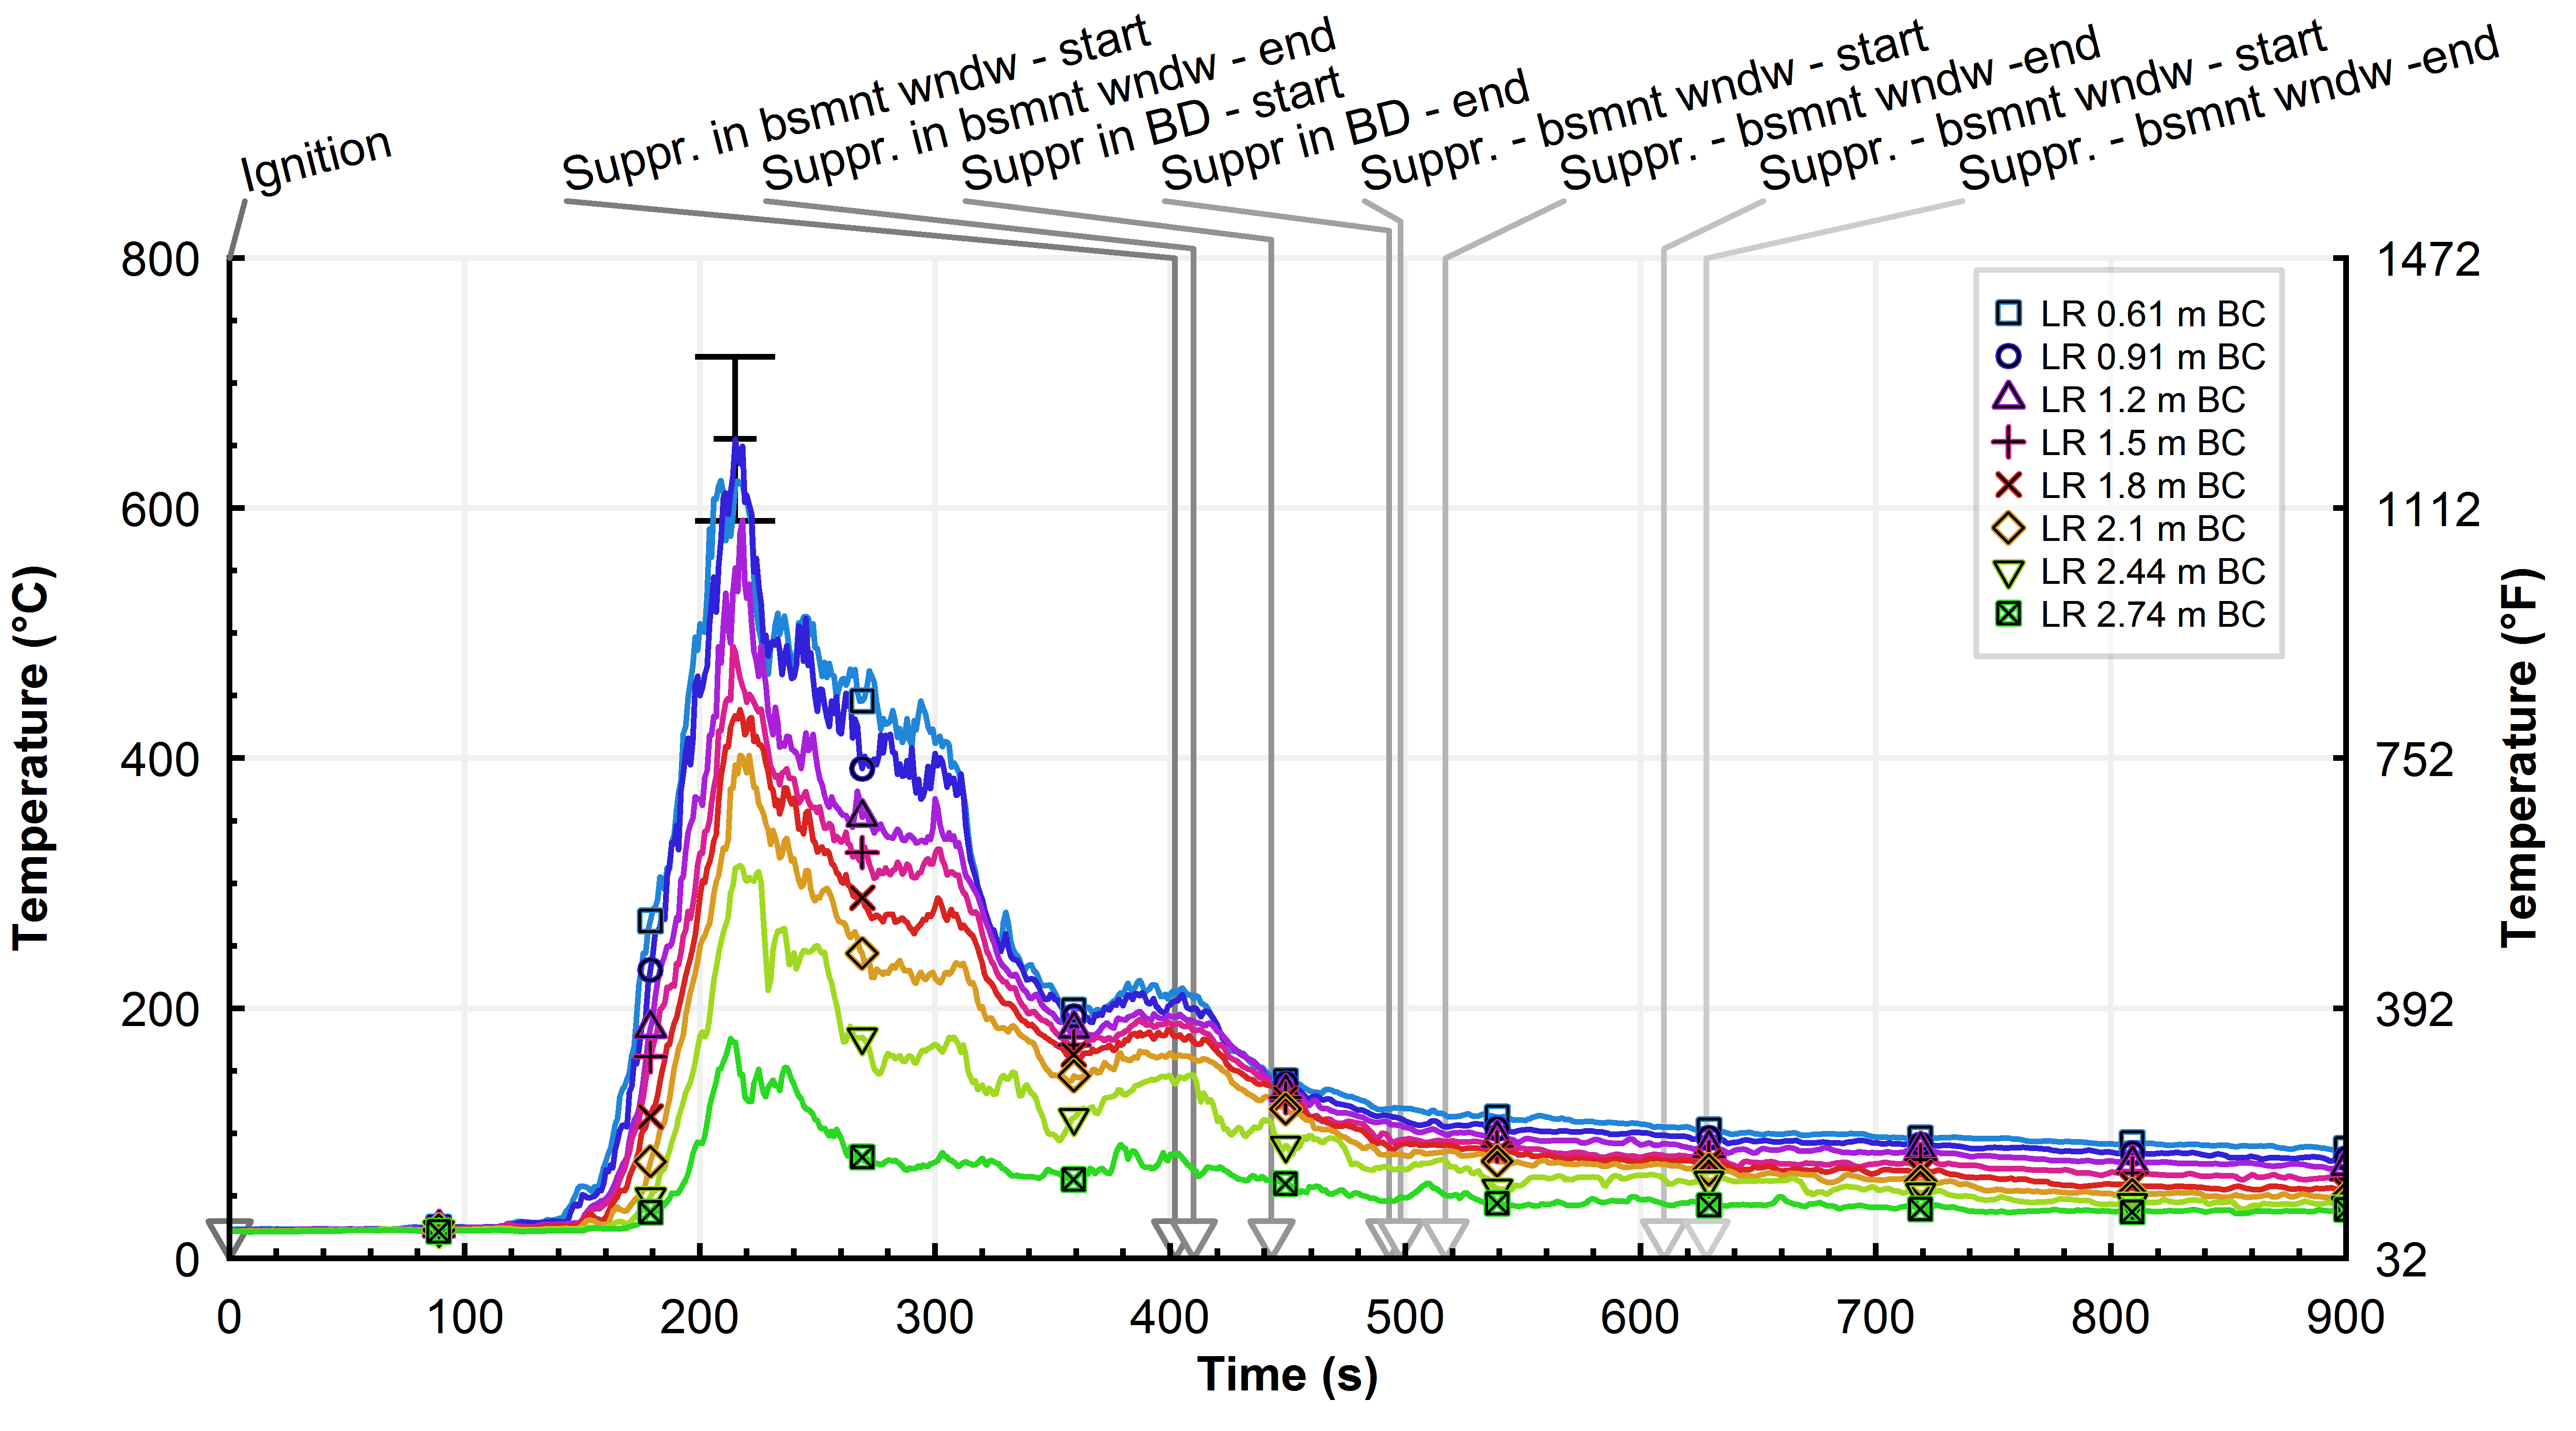 Ignition
Suppr. in bsmnt wndw - start
Suppr. in bsmnt wndw - end
Suppr in BD - start
Suppr in BD - end
Suppr. - bsmnt wndw - start
Suppr. - bsmnt wndw -end
Suppr. - bsmnt wndw - start
Suppr. - bsmnt wndw -end
800
600
400
200
0
Temperature (°C)
1472
1112
752
392
32
Temperature (°F)
LR 0.61 m BC
LR 0.91 m BC
LR 1.2 m BC
LR 1.5 m BC
LR 1.8 m BC
LR 2.1 m BC
LR 2.44 m BC
LR 2.74 m BC
0 100 200 300 400 500 600 700 800 900
Time (s)